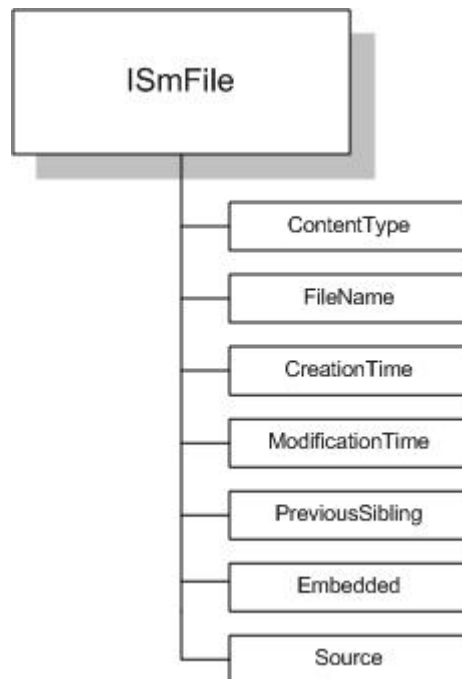 ISmFile
ContentType
FileName
CreationTime
ModificationTime
PreviousSibling
Embedded
Source